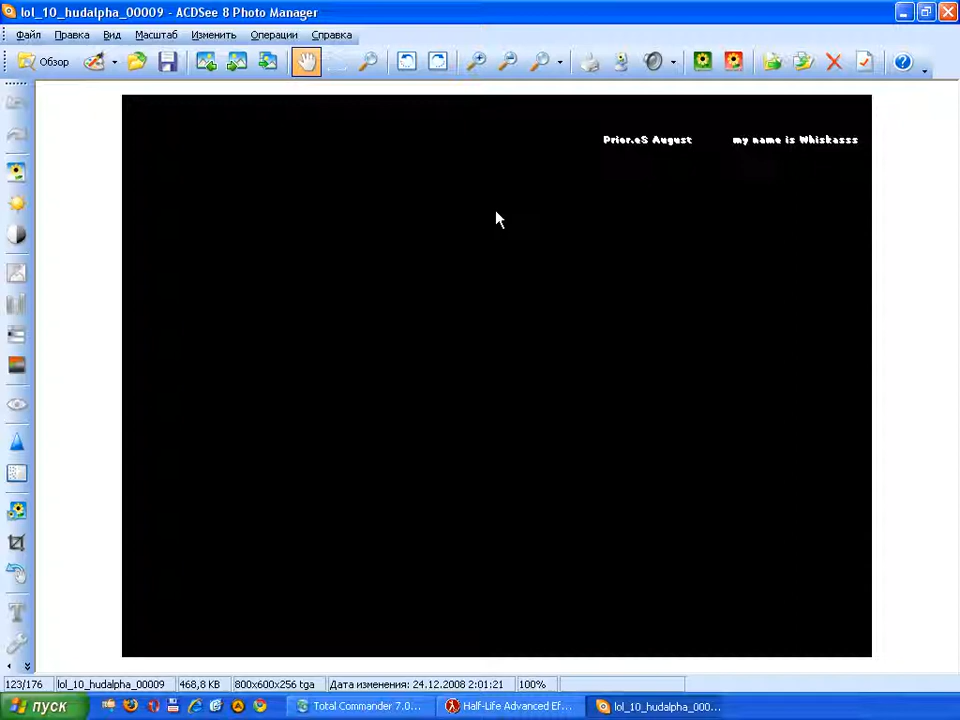 lol_10_hudalpha_00009 - ACDSee 8 Photo Manager
Файл Правка Вид Масштаб Изменить Операции Справка
Обзор
Prior.eS August my name is Whiskasss
123/176 lol_10_hudalpha_00009 468,8 KB 800x600x256 tga Дата изменения: 24.12.2008 2:01:21 100%
пуск Total Commander 7.0... Half-Life Advanced Ef... lol_10_hudalpha_000...